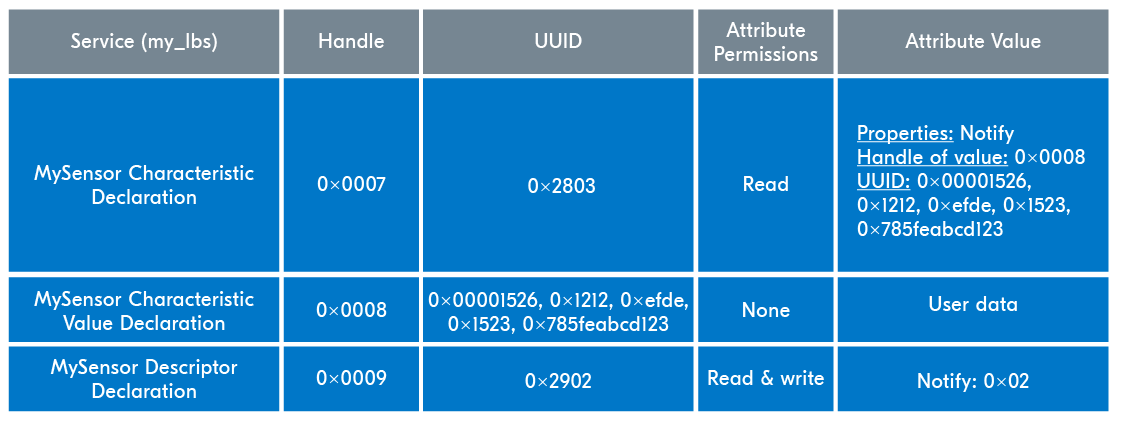 Service (my_lbs)
Handle
UUID
Attribute
Permissions
Attribute Value
MySensor Characteristic
Declaration
0×0007
0×2803
Read
Properties: Notify
Handle of value: 0×0008
UUID: 0×00001526,
0×1212, 0×efde, 0×1523,
0×785feabcd123
MySensor Characteristic
Value Declaration
0×0008
0×00001526, 0×1212, 0×efde,
0×1523, 0×785feabcd123
None
User data
MySensor Descriptor
Declaration
0×0009
0×2902
Read & write
Notify: 0×02